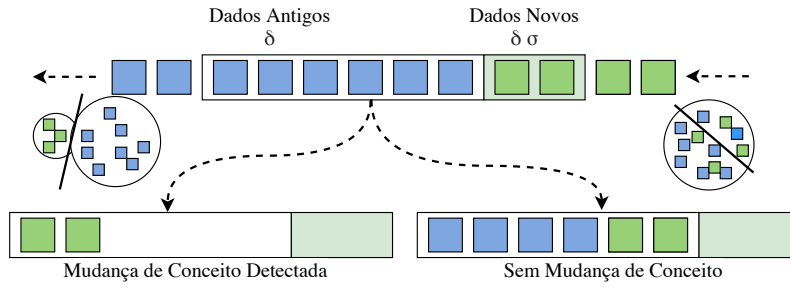 Dados Antigos
δ
Dados Novos
δ σ
Mudança de Conceito Detectada
Sem Mudança de Conceito